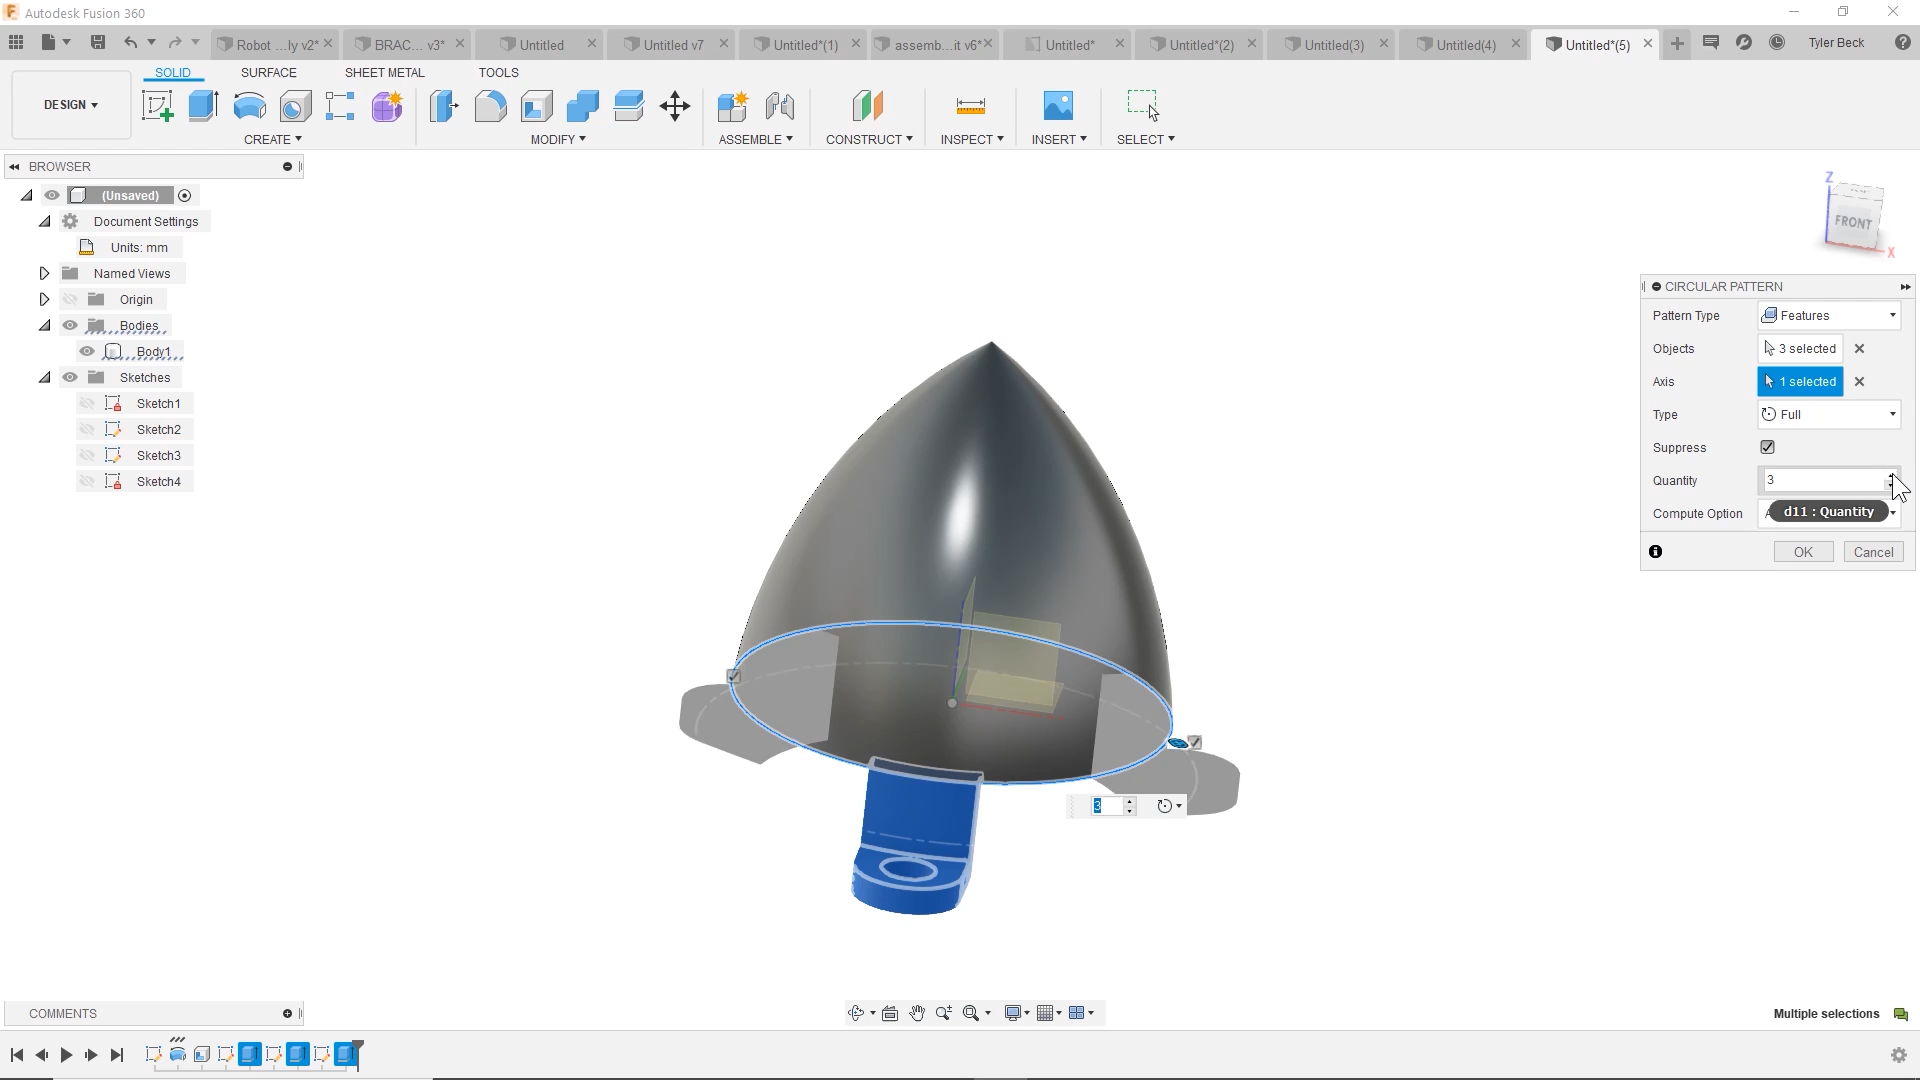 Autodesk Fusion 360
Robot ...ly v2*
BRAC... v3*
Untitled
Untitled v7
Untitled*(1)
assemb...it v6*
Untitled*
Untitled*(2)
Untitled(3)
Untitled(4)
Untitled*(5)
Tyler Beck
DESIGN
SOLID
SURFACE
SHEET METAL
TOOLS
CREATE
MODIFY
ASSEMBLE
CONSTRUCT
INSPECT
INSERT
SELECT
BROWSER
(Unsaved)
Document Settings
Units: mm
Named Views
Origin
Bodies
Body1
Sketches
Sketch1
Sketch2
Sketch3
Sketch4
Z
FRONT
X
CIRCULAR PATTERN
Pattern Type Features
Objects 3 selected
Axis 1 selected
Type Full
Suppress
Quantity 3
Compute Option
d11 : Quantity
OK Cancel
3
COMMENTS
Multiple selections